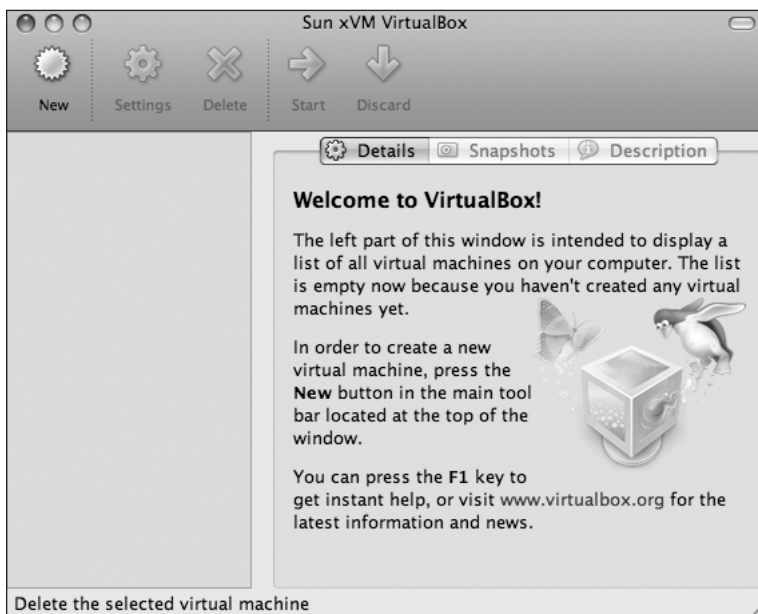 Sun xVM VirtualBox
New Settings Delete Start Discard
Details Snapshots Description
Welcome to VirtualBox!
The left part of this window is intended to display a
list of all virtual machines on your computer. The list
is empty now because you haven't created any virtual
machines yet.
In order to create a new
virtual machine, press the
New button in the main tool
bar located at the top of the
window.
You can press the F1 key to
get instant help, or visit www.virtualbox.org for the
latest information and news.
Delete the selected virtual machine